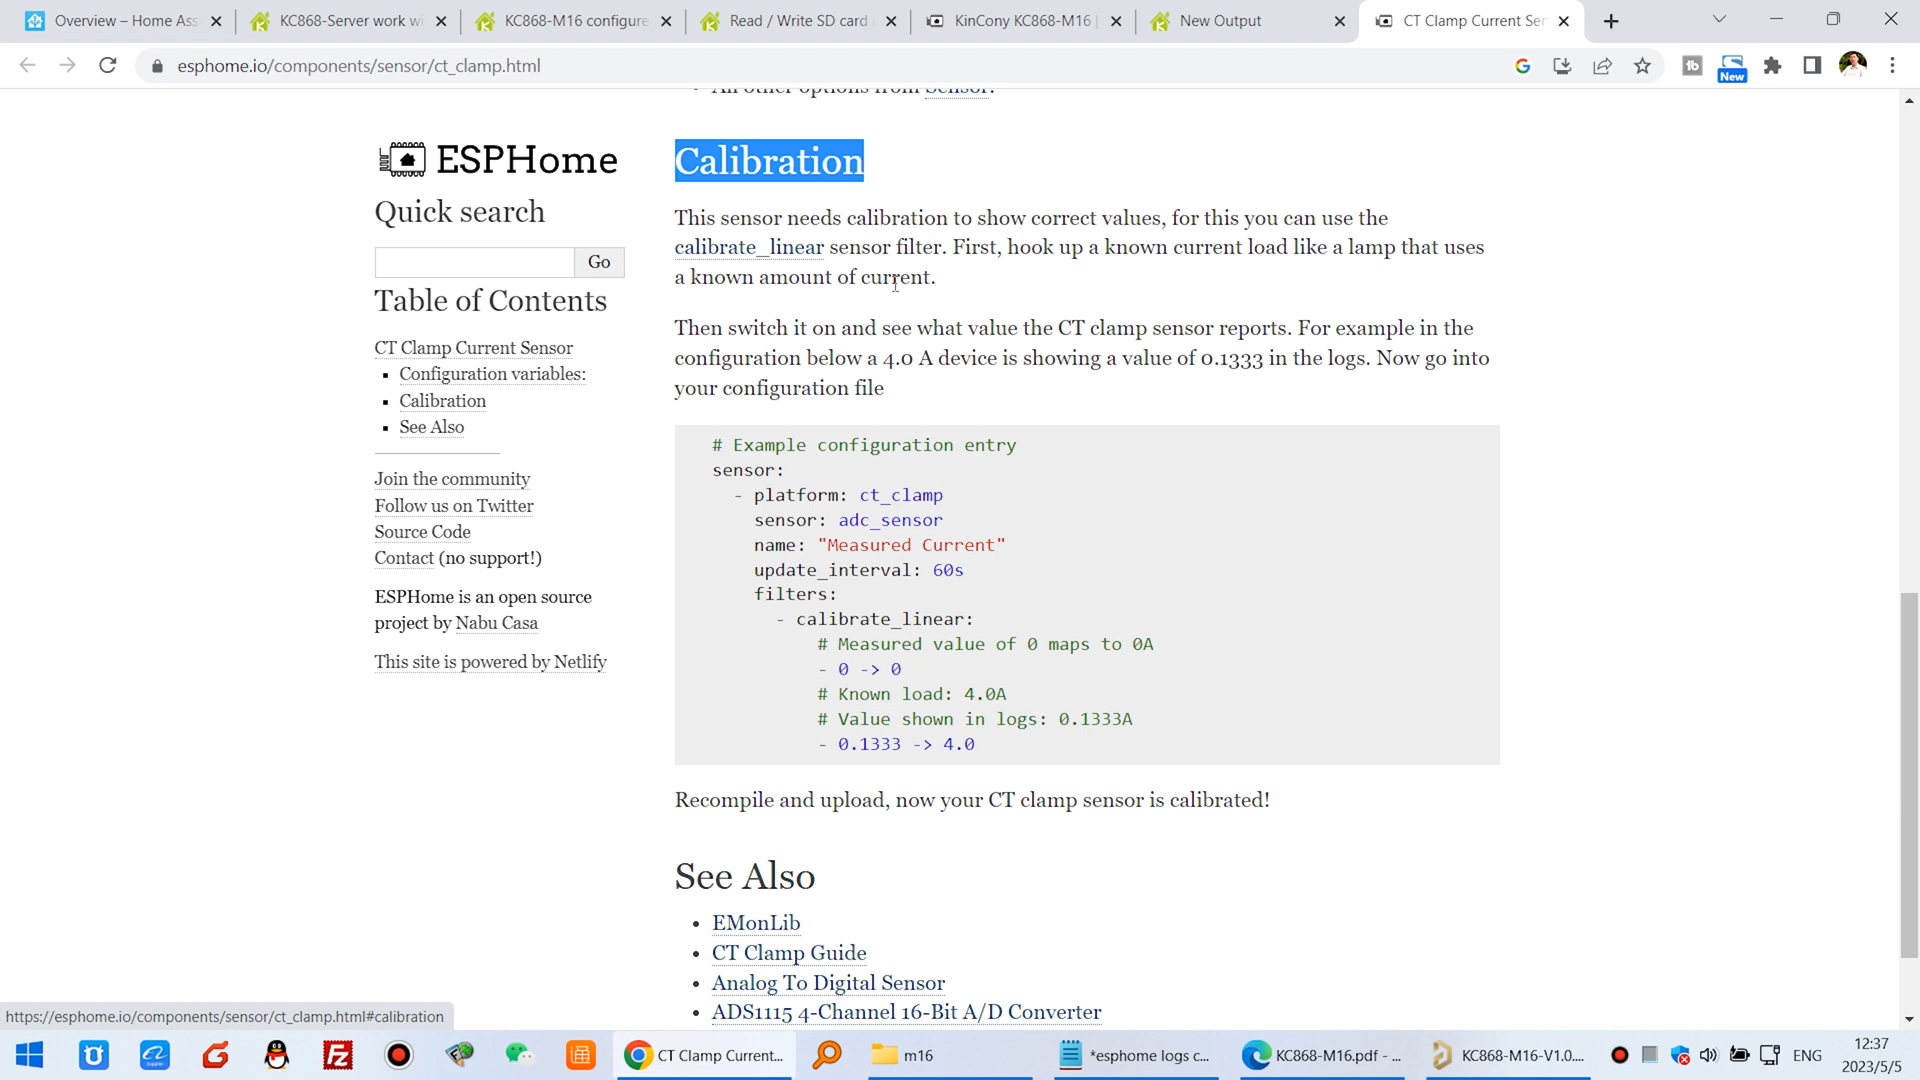 Overview – Home Ass
KC868-Server work wi
KC868-M16 configure
Read / Write SD card
KinCony KC868-M16 |
New Output
CT Clamp Current Sen
esphome.io/components/sensor/ct_clamp.html
New
All other options from Sensor.
ESPHome
Quick search
Go
Table of Contents
CT Clamp Current Sensor
Configuration variables:
Calibration
See Also
Join the community
Follow us on Twitter
Source Code
Contact (no support!)
ESPHome is an open source
project by Nabu Casa
This site is powered by Netlify
Calibration
This sensor needs calibration to show correct values, for this you can use the
calibrate_linear sensor filter. First, hook up a known current load like a lamp that uses
a known amount of current.
Then switch it on and see what value the CT clamp sensor reports. For example in the
configuration below a 4.0 A device is showing a value of 0.1333 in the logs. Now go into
your configuration file
# Example configuration entry
sensor:
- platform: ct_clamp
sensor: adc_sensor
name: "Measured Current"
update_interval: 60s
filters:
- calibrate_linear:
# Measured value of 0 maps to 0A
- 0 -> 0
# Known load: 4.0A
# Value shown in logs: 0.1333A
- 0.1333 -> 4.0
Recompile and upload, now your CT clamp sensor is calibrated!
See Also
EMonLib
CT Clamp Guide
Analog To Digital Sensor
ADS1115 4-Channel 16-Bit A/D Converter
https://esphome.io/components/sensor/ct_clamp.html#calibration
CT Clamp Current...
m16
*esphome logs c...
KC868-M16.pdf - ...
KC868-M16-V1.0....
ENG
12:37
2023/5/5